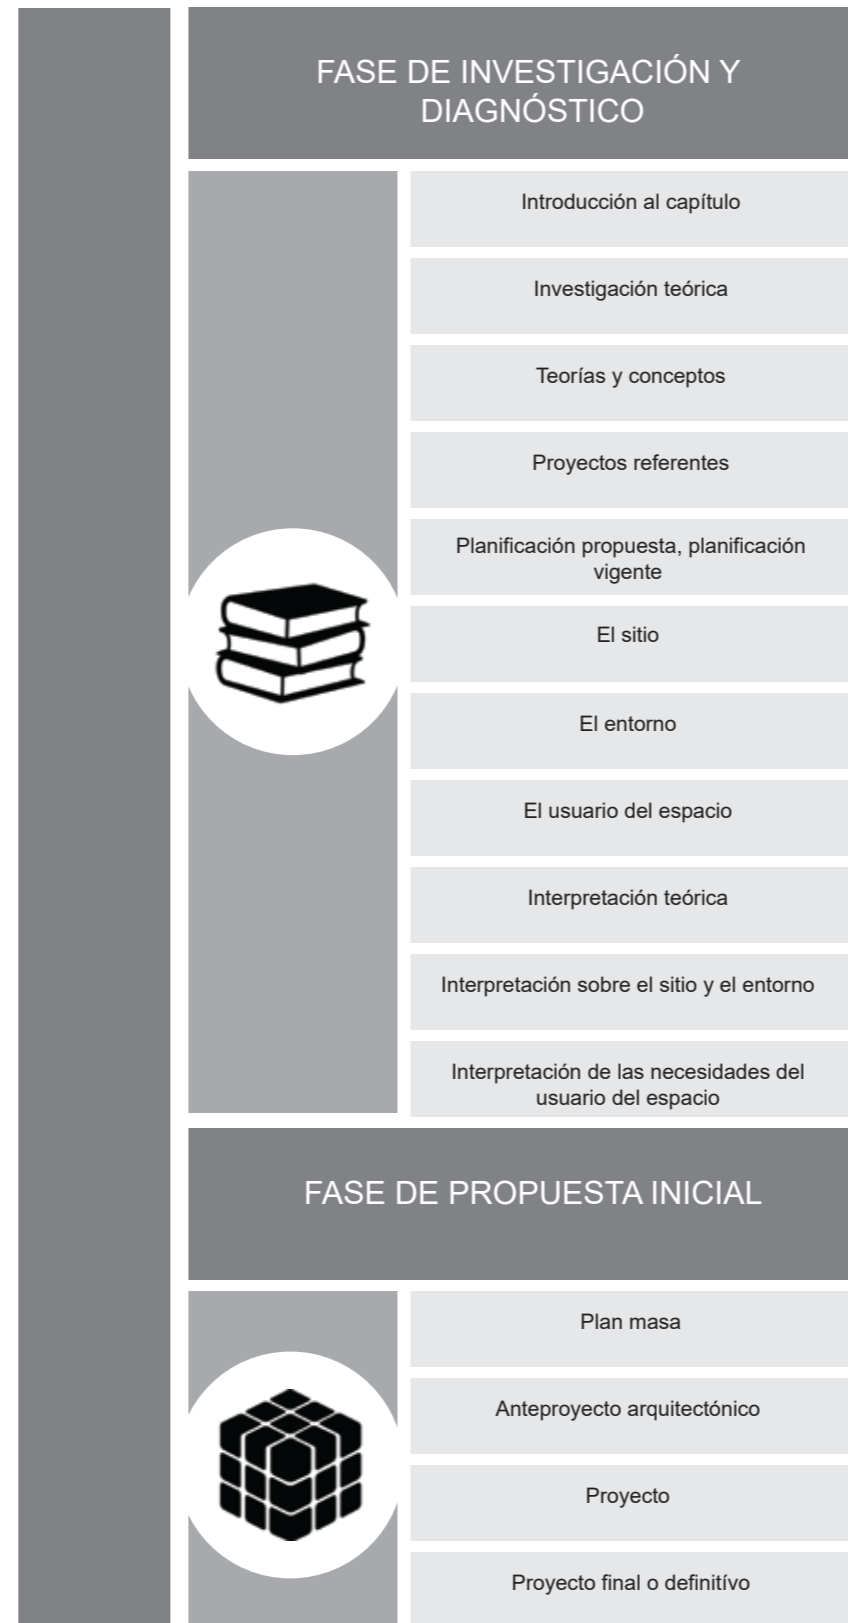 FASE DE INVESTIGACIÓN Y
DIAGNÓSTICO
Introducción al capítulo
Investigación teórica
Teorías y conceptos
Proyectos referentes
Planificación propuesta, planificación
vigente
El sitio
El entorno
El usuario del espacio
Interpretación teórica
Interpretación sobre el sitio y el entorno
Interpretación de las necesidades del
usuario del espacio
FASE DE PROPUESTA INICIAL
Plan masa
Anteproyecto arquitectónico
Proyecto
Proyecto final o definitívo